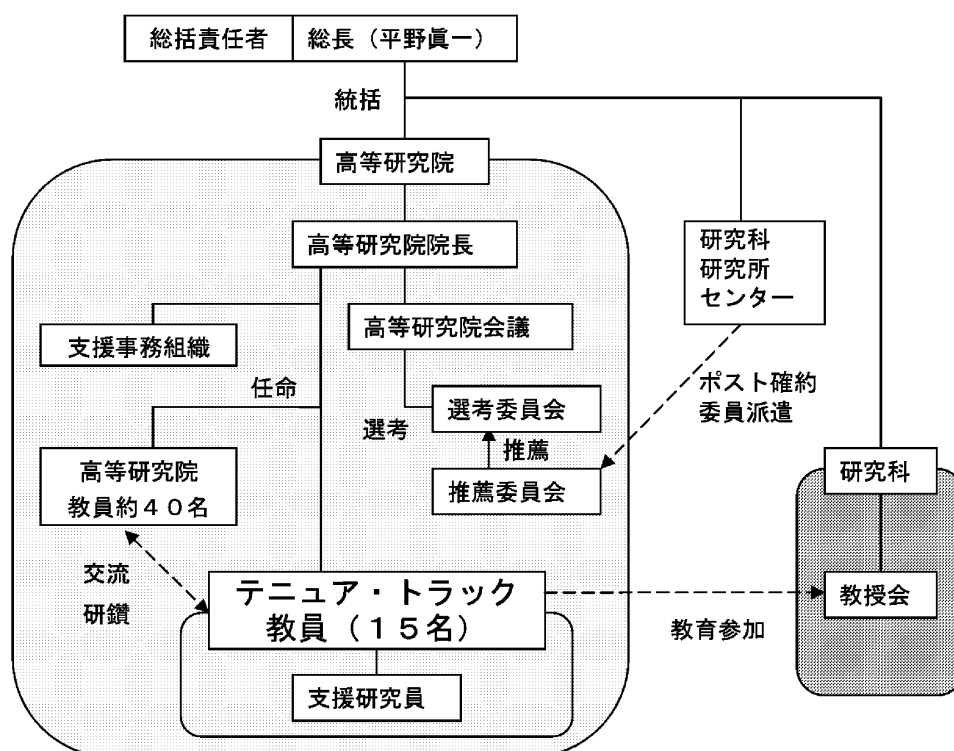 総括責任者 総長（平野眞一）
統括
高等研究院
高等研究院院長
研究科
研究所
センター
高等研究院会議
支援事務組織
任命
選考
選考委員会
推薦
推薦委員会
ポスト確約
委員派遣
高等研究院
教員約４０名
研究科
交流
研鑽
テニュア・トラック
教員（１５名）
教育参加
教授会
支援研究員